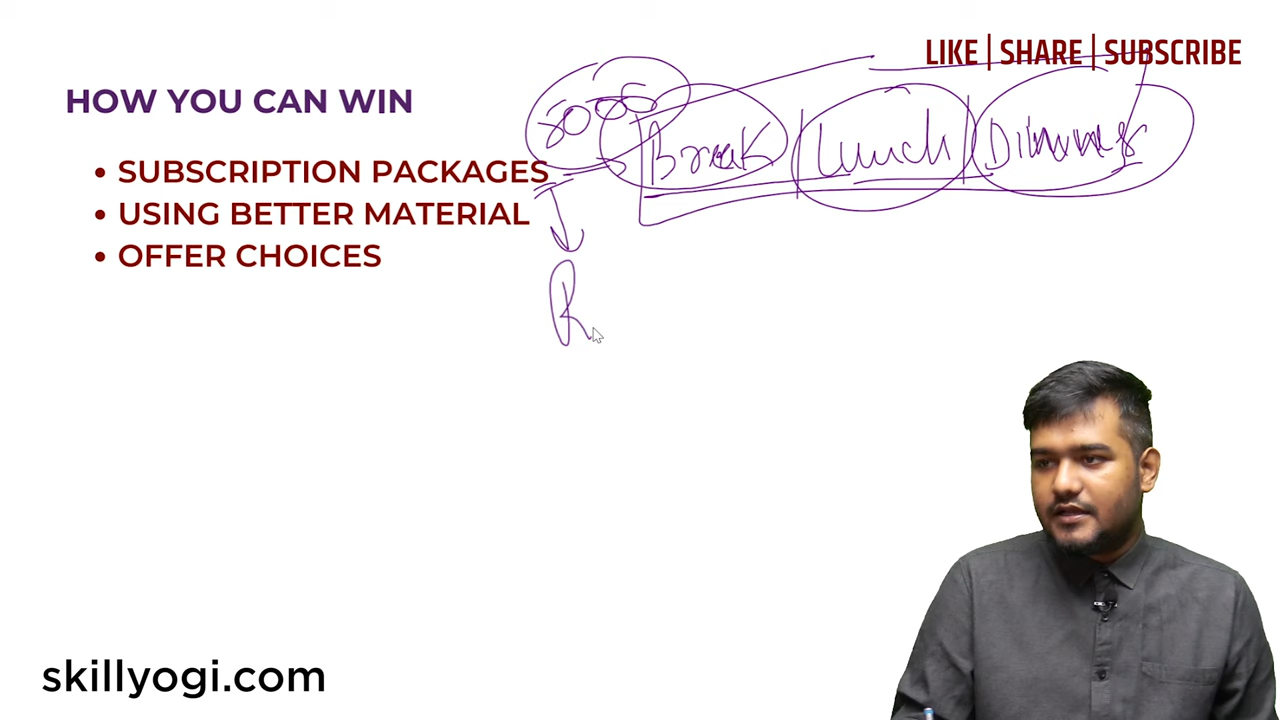 LIKE | SHARE | SUBSCRIBE
HOW YOU CAN WIN
5000
Break | Lunch | Dinner
• SUBSCRIPTION PACKAGES
• USING BETTER MATERIAL
• OFFER CHOICES
R
skillyogi.com